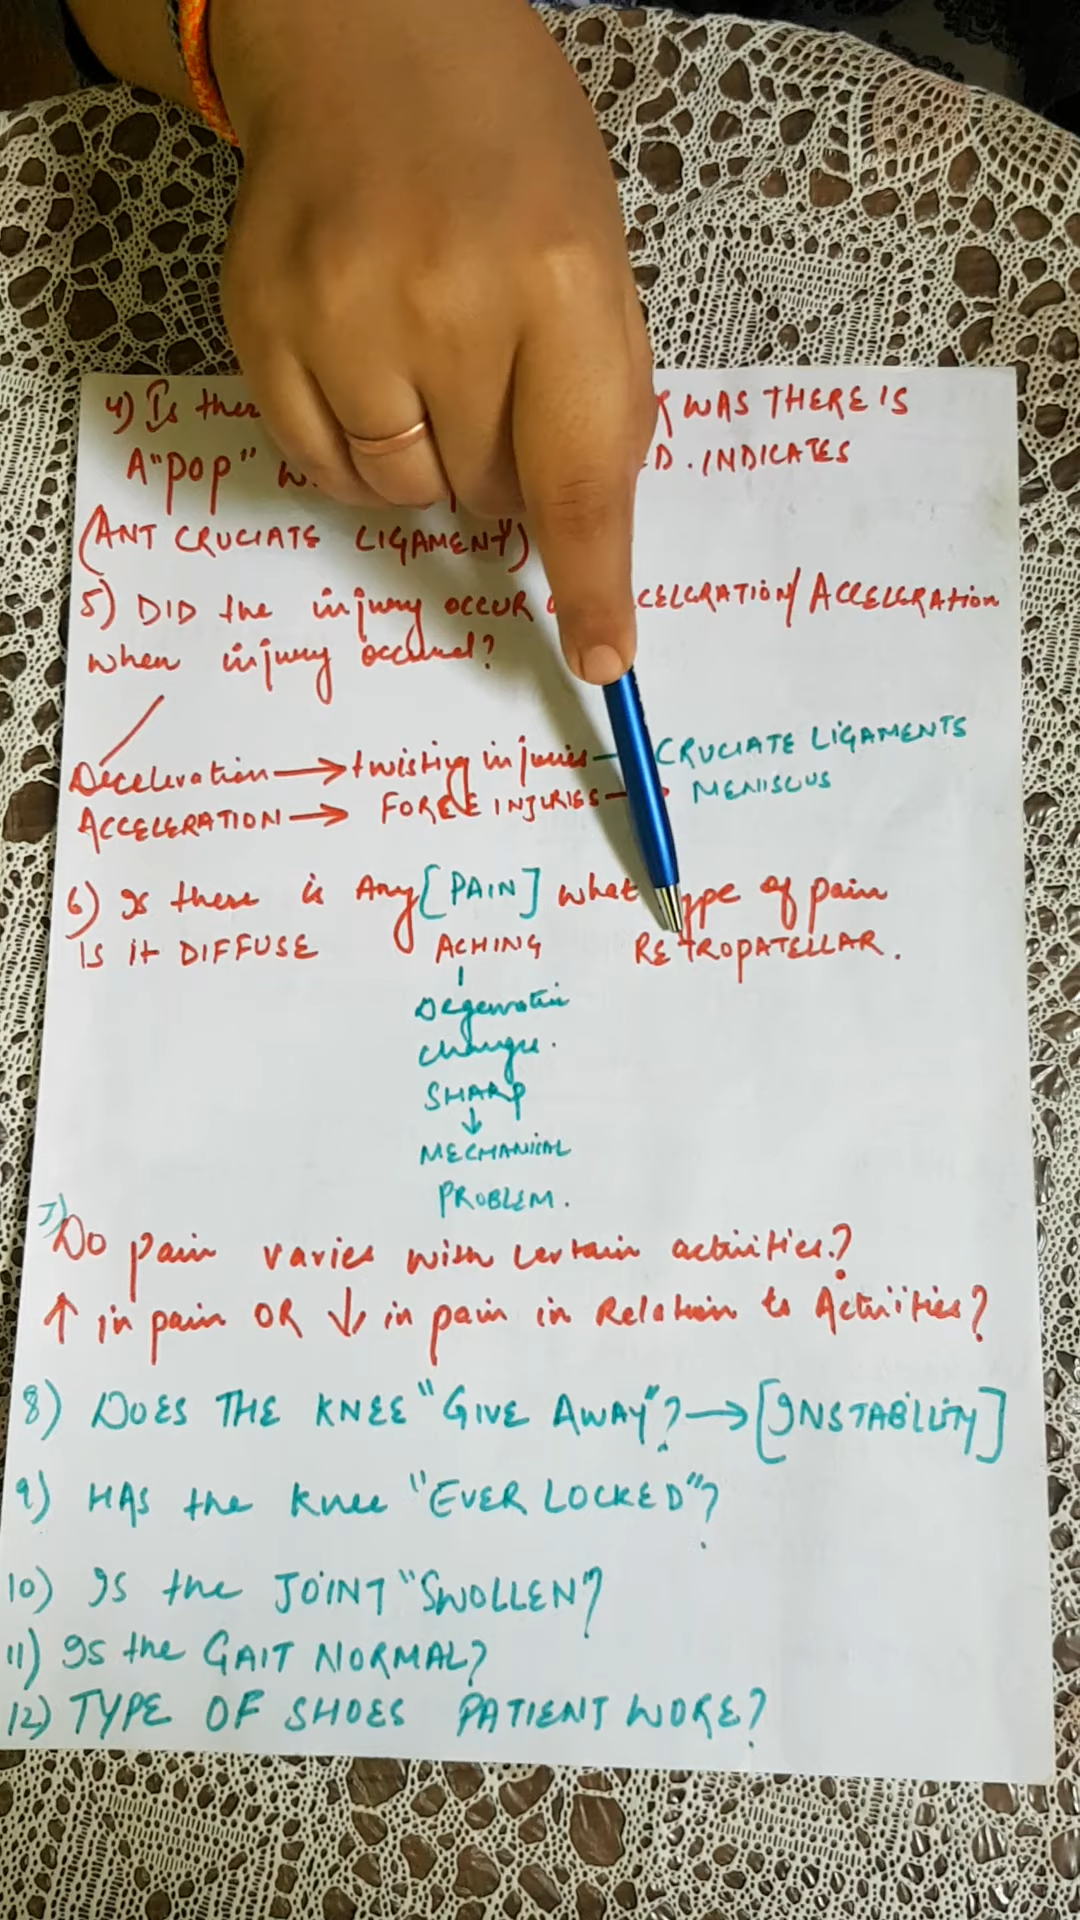 4) Is ther WAS THERE IS
A "POP" D. INDICATES
(ANT CRUCIATE LIGAMENT)
5) DID the injury OCCUR CELERATION/ ACCELERATION
when injury occured?
Deceleration → twisting injuries – CRUCIATE LIGAMENTS
ACCELERATION → FORCE INJURIES – MENISCUS
6) Is there is Any [PAIN] what type of pain
IS it DIFFUSE ACHING RETROPATELLAR.
Degenerative
changes.
SHARP
↓
MECHANICAL
PROBLEM.
7) Do pain varies with certain activities?
↑ in pain OR ↓ in pain in Relation to Activities?
8) DOES THE KNEE "GIVE AWAY"? → [INSTABILITY]
9) HAS the Knee "EVER LOCKED"?
10) Is the JOINT "SWOLLEN?
11) Is the GAIT NORMAL?
12) TYPE OF SHOES PATIENT WORE?